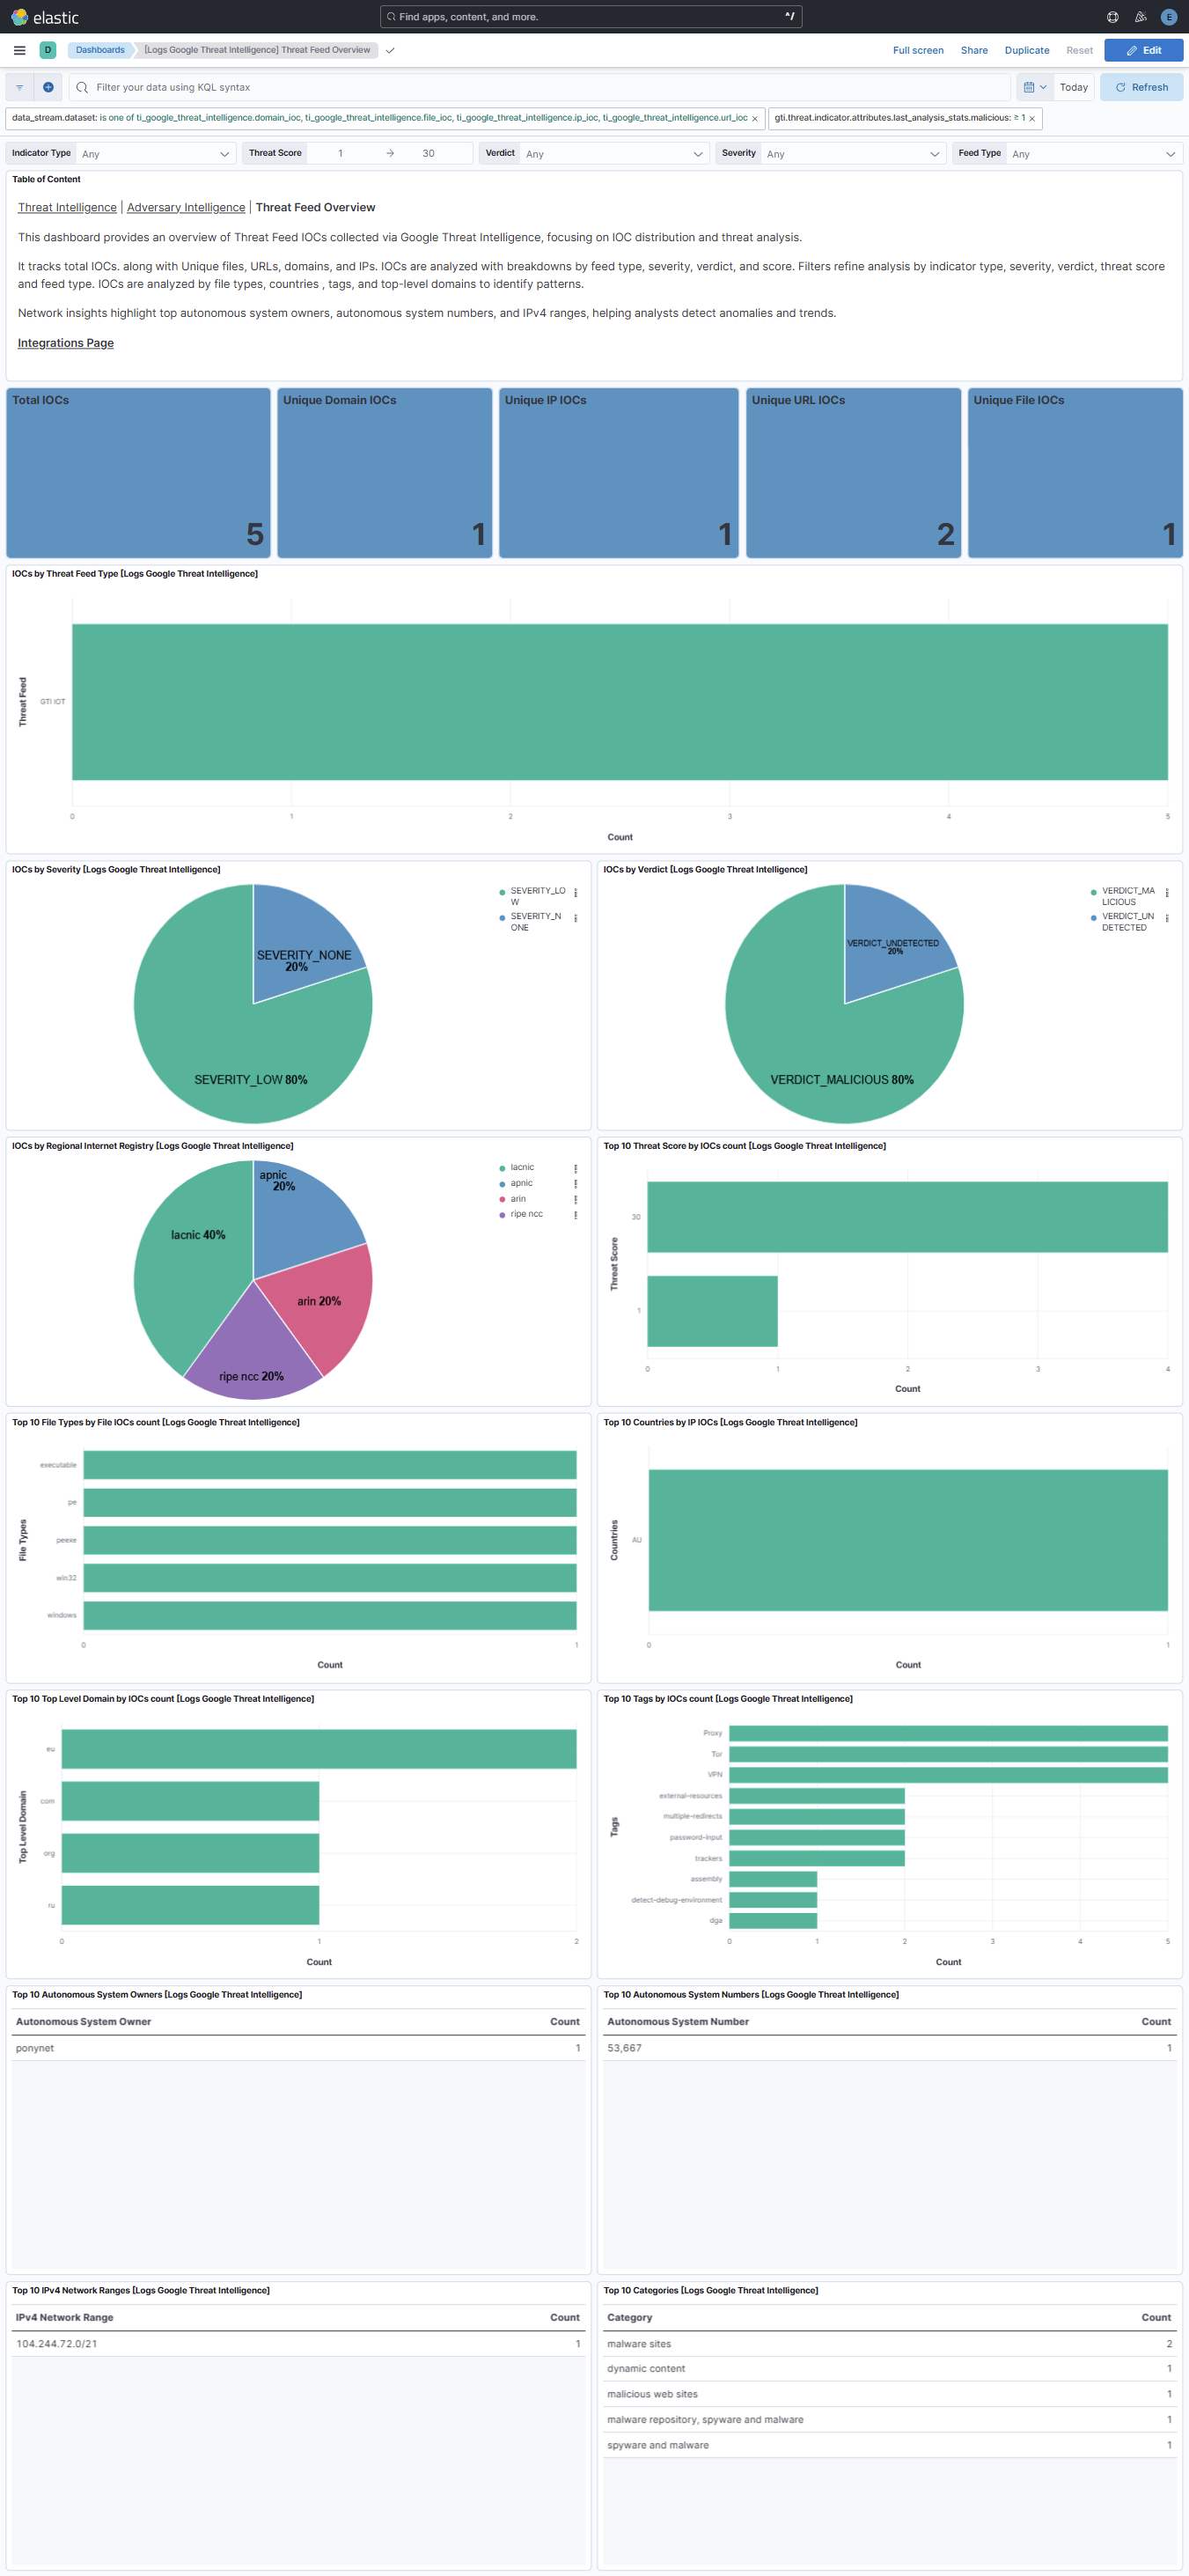 elastic
Find apps, content, and more.
^/
E
D
Dashboards
[Logs Google Threat Intelligence] Threat Feed Overview
Full screen
Share
Duplicate
Reset
Edit
Filter your data using KQL syntax
Today
Refresh
data_stream.dataset: is one of ti_google_threat_intelligence.domain_ioc, ti_google_threat_intelligence.file_ioc, ti_google_threat_intelligence.ip_ioc, ti_google_threat_intelligence.url_ioc ×
gti.threat.indicator.attributes.last_analysis_stats.malicious: ≥ 1 ×
Indicator Type Any
Threat Score 1 → 30
Verdict Any
Severity Any
Feed Type Any
Table of Content
Threat Intelligence | Adversary Intelligence | Threat Feed Overview
This dashboard provides an overview of Threat Feed IOCs collected via Google Threat Intelligence, focusing on IOC distribution and threat analysis.
It tracks total IOCs. along with Unique files, URLs, domains, and IPs. IOCs are analyzed with breakdowns by feed type, severity, verdict, and score. Filters refine analysis by indicator type, severity, verdict, threat score
and feed type. IOCs are analyzed by file types, countries , tags, and top-level domains to identify patterns.
Network insights highlight top autonomous system owners, autonomous system numbers, and IPv4 ranges, helping analysts detect anomalies and trends.
Integrations Page
Total IOCs
5
Unique Domain IOCs
1
Unique IP IOCs
1
Unique URL IOCs
2
Unique File IOCs
1
IOCs by Threat Feed Type [Logs Google Threat Intelligence]
Threat Feed
GTI IOT
0 1 2 3 4 5
Count
IOCs by Severity [Logs Google Threat Intelligence]
SEVERITY_NONE
20%
SEVERITY_LOW 80%
SEVERITY_LO
W
SEVERITY_N
ONE
IOCs by Verdict [Logs Google Threat Intelligence]
VERDICT_UNDETECTED
20%
VERDICT_MALICIOUS 80%
VERDICT_MA
LICIOUS
VERDICT_UN
DETECTED
IOCs by Regional Internet Registry [Logs Google Threat Intelligence]
apnic
20%
lacnic 40%
arin 20%
ripe ncc 20%
lacnic
apnic
arin
ripe ncc
Top 10 Threat Score by IOCs count [Logs Google Threat Intelligence]
Threat Score
30
1
0 1 2 3 4
Count
Top 10 File Types by File IOCs count [Logs Google Threat Intelligence]
File Types
executable
pe
peexe
win32
windows
0 1
Count
Top 10 Countries by IP IOCs [Logs Google Threat Intelligence]
Countries
AU
0 1
Count
Top 10 Top Level Domain by IOCs count [Logs Google Threat Intelligence]
Top Level Domain
eu
com
org
ru
0 1 2
Count
Top 10 Tags by IOCs count [Logs Google Threat Intelligence]
Tags
Proxy
Tor
VPN
external-resources
multiple-redirects
password-input
trackers
assembly
detect-debug-environment
dga
0 1 2 3 4 5
Count
Top 10 Autonomous System Owners [Logs Google Threat Intelligence]
Autonomous System Owner Count
ponynet 1
Top 10 Autonomous System Numbers [Logs Google Threat Intelligence]
Autonomous System Number Count
53,667 1
Top 10 IPv4 Network Ranges [Logs Google Threat Intelligence]
IPv4 Network Range Count
104.244.72.0/21 1
Top 10 Categories [Logs Google Threat Intelligence]
Category Count
malware sites 2
dynamic content 1
malicious web sites 1
malware repository, spyware and malware 1
spyware and malware 1